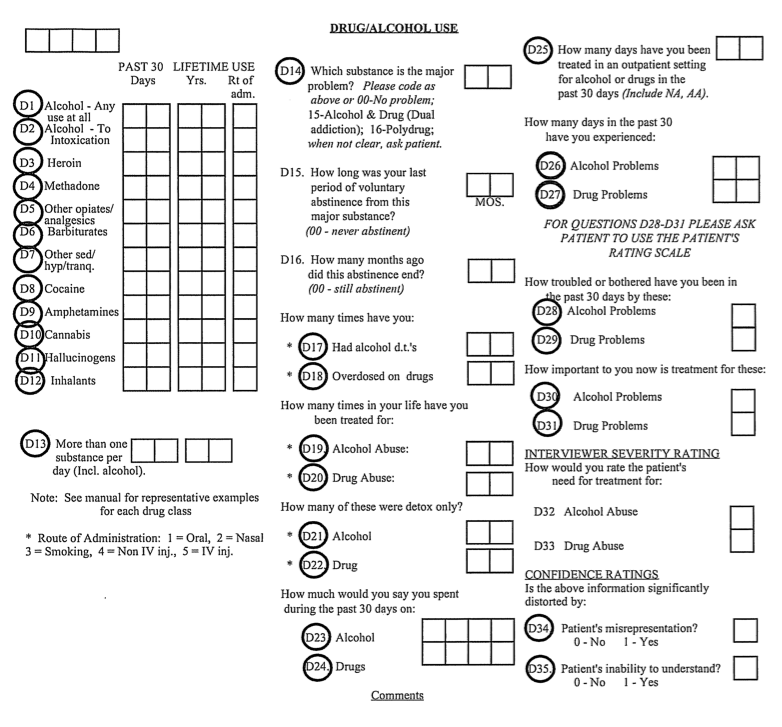 DRUG/ALCOHOL USE
PAST 30 LIFETIME USE
Days Yrs. Rt of
adm.
D1 Alcohol - Any
use at all
D2 Alcohol - To
Intoxication
D3 Heroin
D4 Methadone
D5 Other opiates/
analgesics
D6 Barbiturates
D7 Other sed/
hyp/tranq.
D8 Cocaine
D9 Amphetamines
D10 Cannabis
D11 Hallucinogens
D12 Inhalants
D13 More than one
substance per
day (Incl. alcohol).
Note: See manual for representative examples
for each drug class
* Route of Administration: 1 = Oral, 2 = Nasal
3 = Smoking, 4 = Non IV inj., 5 = IV inj.
D14 Which substance is the major
problem? Please code as
above or 00-No problem;
15-Alcohol & Drug (Dual
addiction); 16-Polydrug;
when not clear, ask patient.
D15. How long was your last
period of voluntary
abstinence from this
major substance?
(00 - never abstinent)
MOS.
D16. How many months ago
did this abstinence end?
(00 - still abstinent)
How many times have you:
* D17 Had alcohol d.t.'s
* D18 Overdosed on drugs
How many times in your life have you
been treated for:
* D19. Alcohol Abuse:
* D20. Drug Abuse:
How many of these were detox only?
* D21. Alcohol
* D22. Drug
How much would you say you spent
during the past 30 days on:
D23. Alcohol
D24. Drugs
Comments
D25 How many days have you been
treated in an outpatient setting
for alcohol or drugs in the
past 30 days (Include NA, AA).
How many days in the past 30
have you experienced:
D26 Alcohol Problems
D27 Drug Problems
FOR QUESTIONS D28-D31 PLEASE ASK
PATIENT TO USE THE PATIENT'S
RATING SCALE
How troubled or bothered have you been in
the past 30 days by these:
D28 Alcohol Problems
D29 Drug Problems
How important to you now is treatment for these:
D30 Alcohol Problems
D31 Drug Problems
INTERVIEWER SEVERITY RATING
How would you rate the patient's
need for treatment for:
D32 Alcohol Abuse
D33 Drug Abuse
CONFIDENCE RATINGS
Is the above information significantly
distorted by:
D34. Patient's misrepresentation?
0 - No 1 - Yes
D35. Patient's inability to understand?
0 - No 1 - Yes